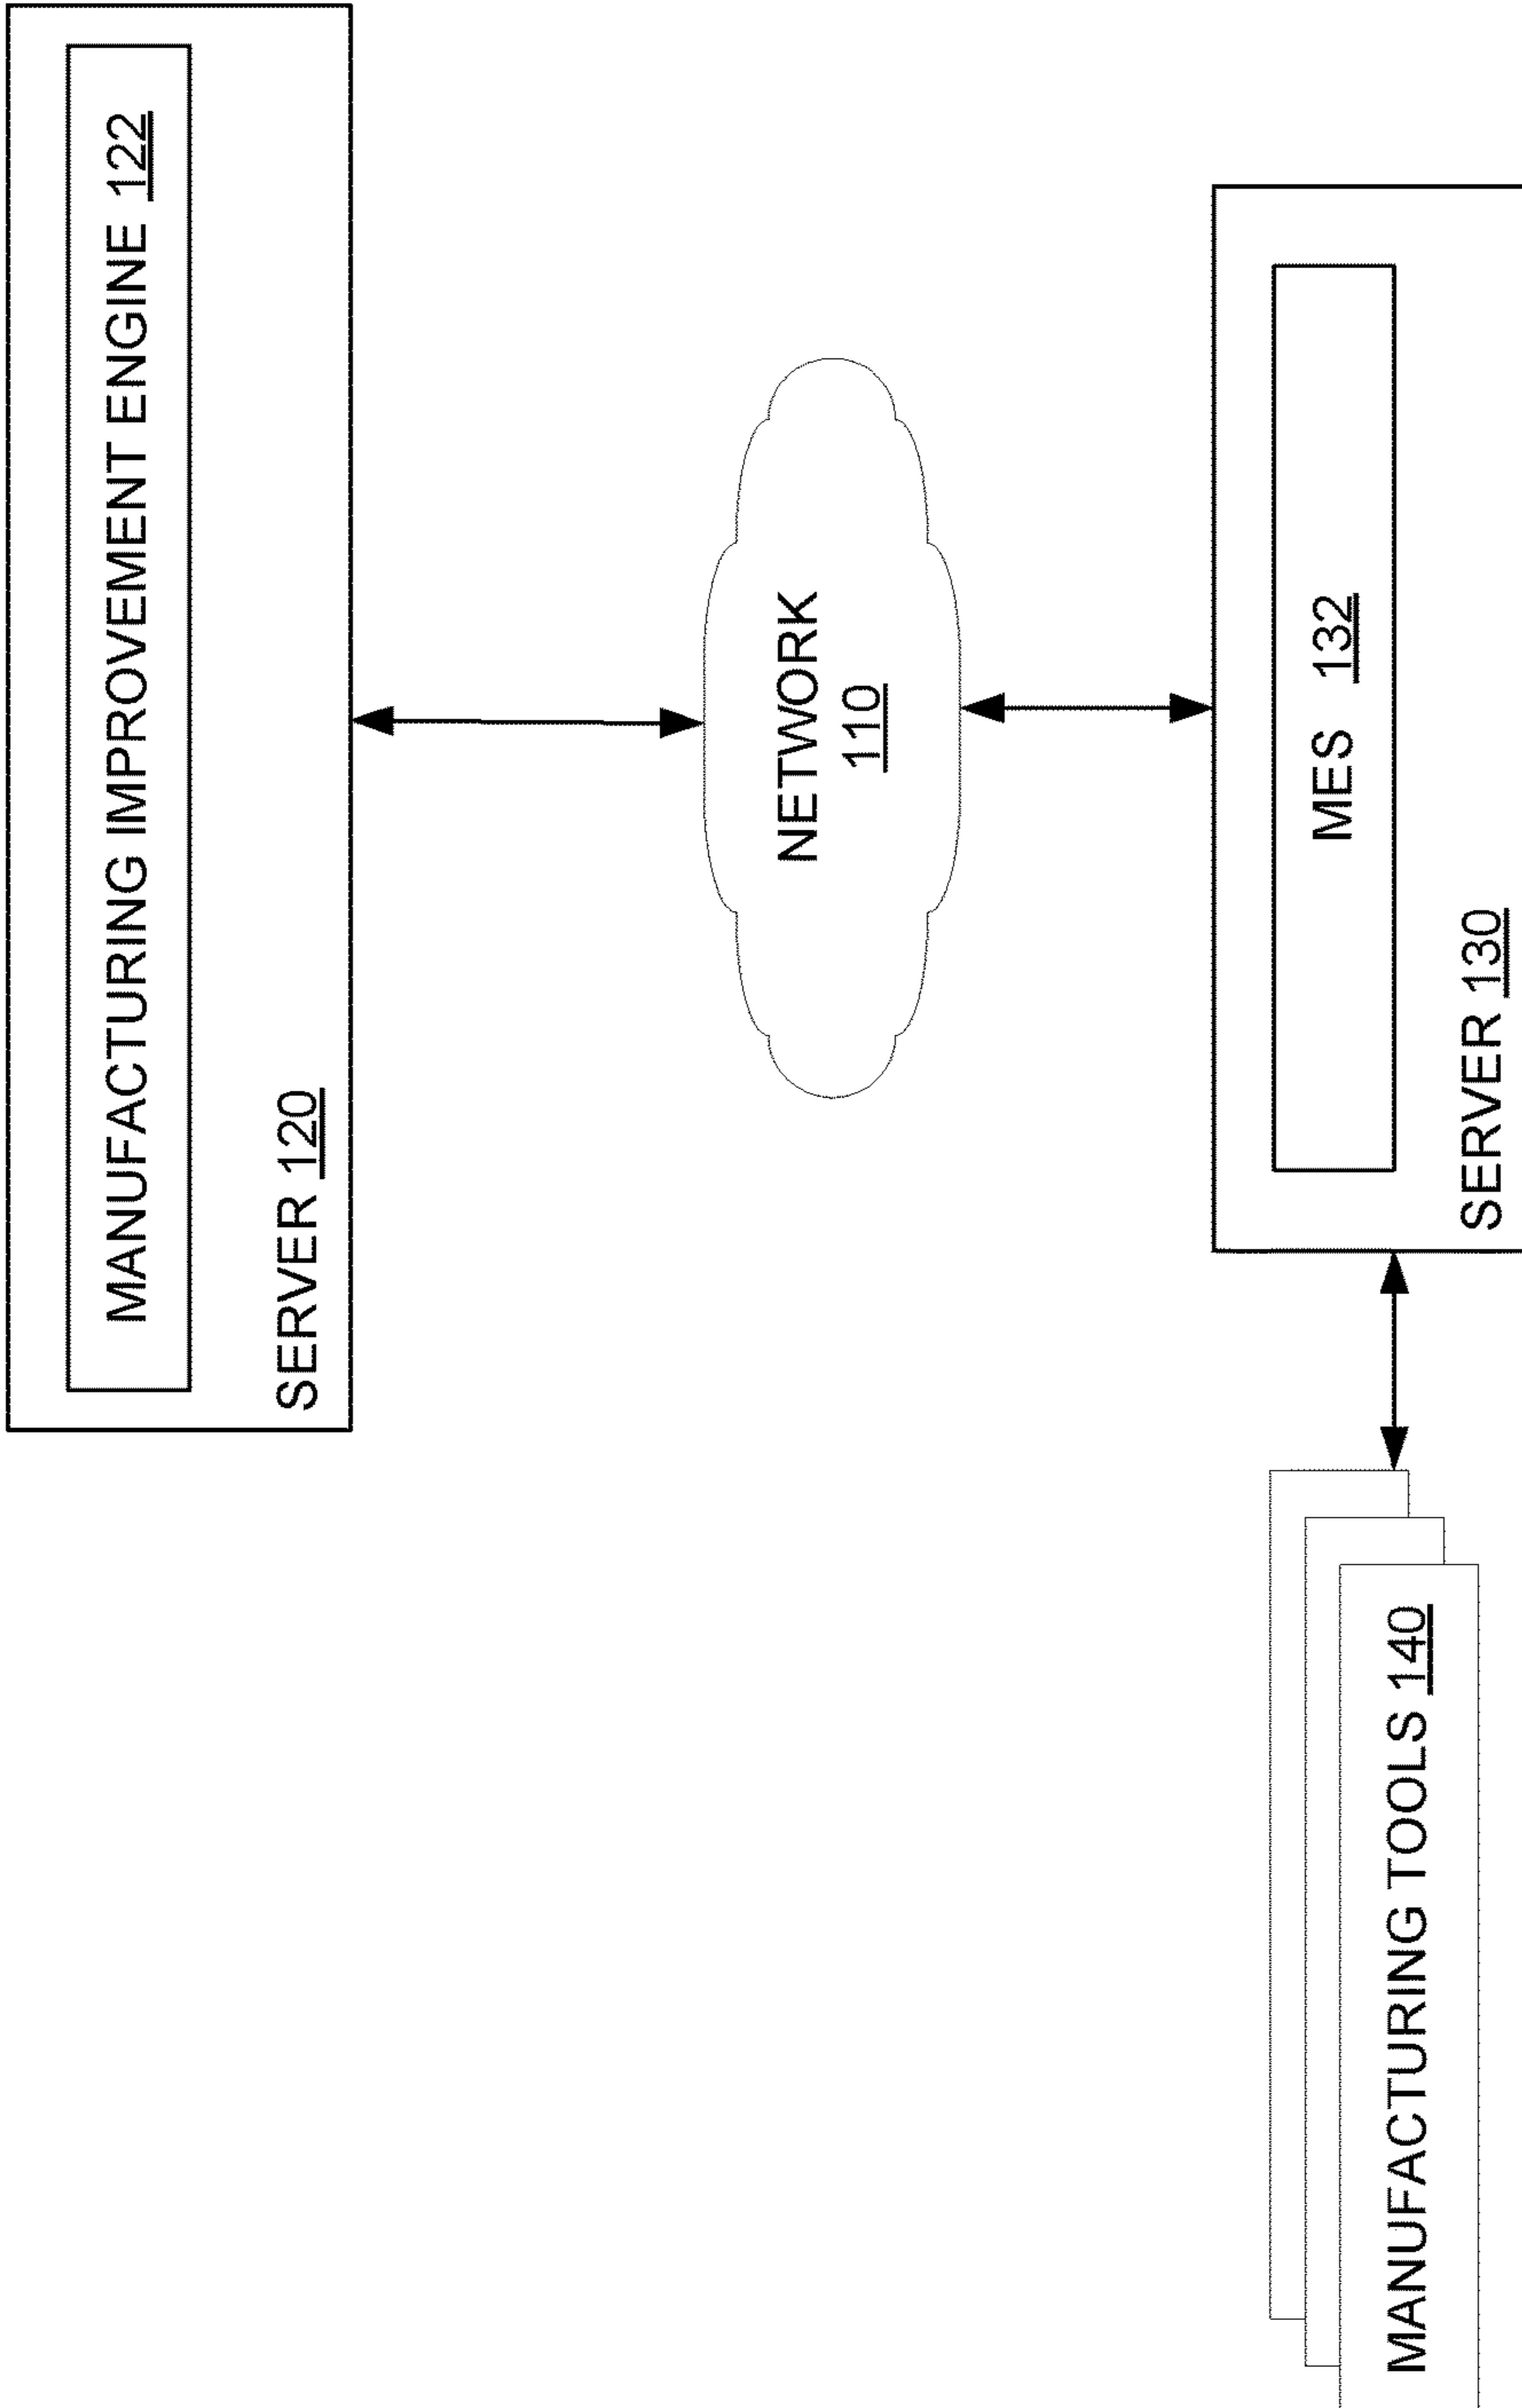 MANUFACTURING IMPROVEMENT ENGINE 122
SERVER 120
NETWORK
110
MES 132
SERVER 130
MANUFACTURING TOOLS 140